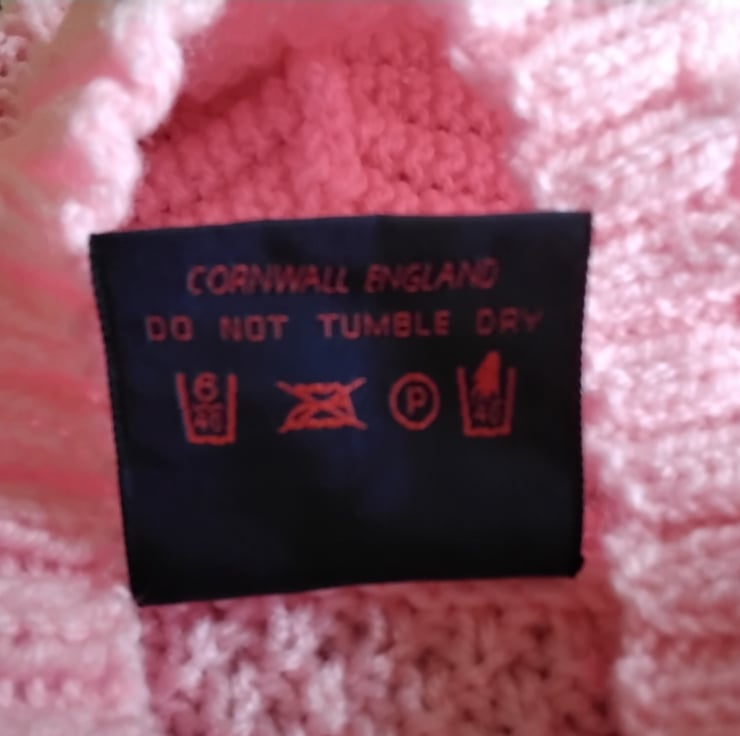 CORNWALL ENGLAND
DO NOT TUMBLE DRY
6 40 P 40